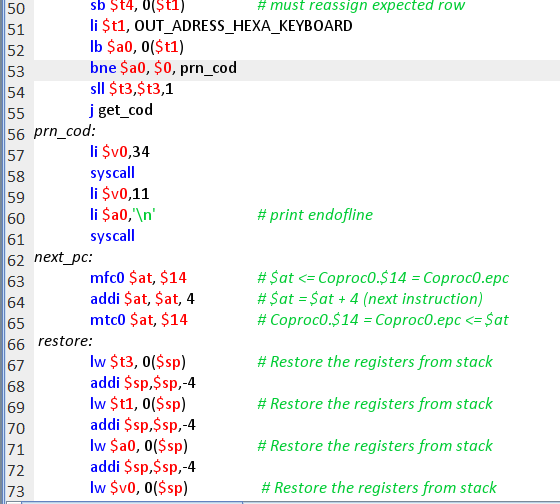 50 sb $t4, 0($t1) # must reassign expected row
51 li $t1, OUT_ADRESS_HEXA_KEYBOARD
52 lb $a0, 0($t1)
53 bne $a0, $0, prn_cod
54 sll $t3,$t3,1
55 j get_cod
56 prn_cod:
57 li $v0,34
58 syscall
59 li $v0,11
60 li $a0,'\n' # print endofline
61 syscall
62 next_pc:
63 mfc0 $at, $14 # $at <= Coproc0.$14 = Coproc0.epc
64 addi $at, $at, 4 # $at = $at + 4 (next instruction)
65 mtc0 $at, $14 # Coproc0.$14 = Coproc0.epc <= $at
66 restore:
67 lw $t3, 0($sp) # Restore the registers from stack
68 addi $sp,$sp,-4
69 lw $t1, 0($sp) # Restore the registers from stack
70 addi $sp,$sp,-4
71 lw $a0, 0($sp) # Restore the registers from stack
72 addi $sp,$sp,-4
73 lw $v0, 0($sp) # Restore the registers from stack